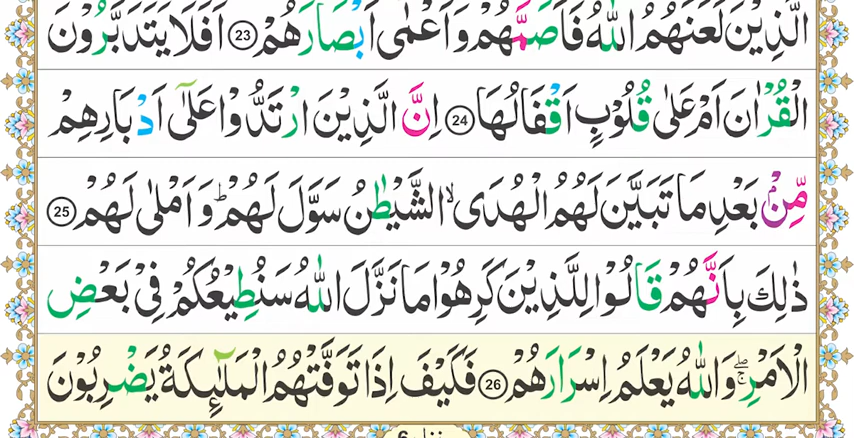 الَّذِيْنَ لَعَنَهُمُ اللّٰهُ فَاَصَمَّهُمْ وَاَعْمٰٓى اَبْصَارَهُمْ 23 اَفَلَا يَتَدَبَّرُوْنَ
الْقُرْاٰنَ اَمْ عَلٰى قُلُوْبٍ اَقْفَالُهَا 24 اِنَّ الَّذِيْنَ ارْتَدُّوْا عَلٰٓى اَدْبَارِهِمْ
مِّنْۢ بَعْدِ مَا تَبَيَّنَ لَهُمُ الْهُدَى ۙ الشَّيْطٰنُ سَوَّلَ لَهُمْ ؕ وَاَمْلٰى لَهُمْ 25
ذٰلِكَ بِاَنَّهُمْ قَالُوْا لِلَّذِيْنَ كَرِهُوْا مَا نَزَّلَ اللّٰهُ سَنُطِيْعُكُمْ فِيْ بَعْضِ
الْاَمْرِ ۖۚ وَاللّٰهُ يَعْلَمُ اِسْرَارَهُمْ 26 فَكَيْفَ اِذَا تَوَفَّتْهُمُ الْمَلٰٓئِكَةُ يَضْرِبُوْنَ